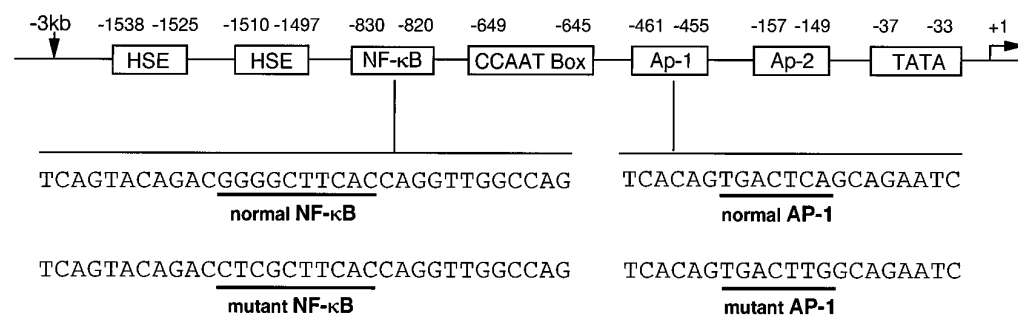 -3kb -1538 -1525 -1510 -1497 -830 -820 -649 -645 -461 -455 -157 -149 -37 -33 +1
HSE HSE NF-κB CCAAT Box Ap-1 Ap-2 TATA
TCAGTACAGACGGGGCTTCACCAGGTTGGCCAG TCACAGTGACTCAGCAGAATC
normal NF-κB normal AP-1
TCAGTACAGACCTCGCTTCACCAGGTTGGCCAG TCACAGTGACTTGGCAGAATC
mutant NF-κB mutant AP-1